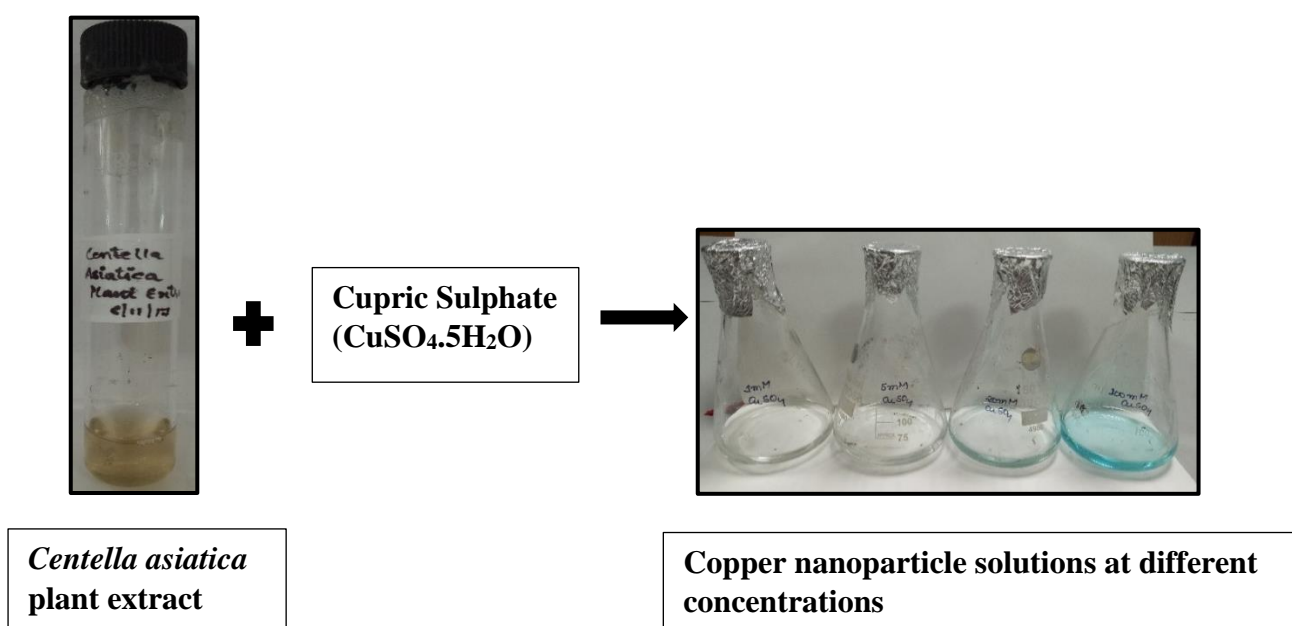 Centella
Asiatica
Plant
Cupric Sulphate
(CuSO₄.5H₂O)
1mM
CuSO4
5mM
CuSO4
100
75
CuSO4
100mM
CuSO4
Centella asiatica
plant extract
Copper nanoparticle solutions at different
concentrations